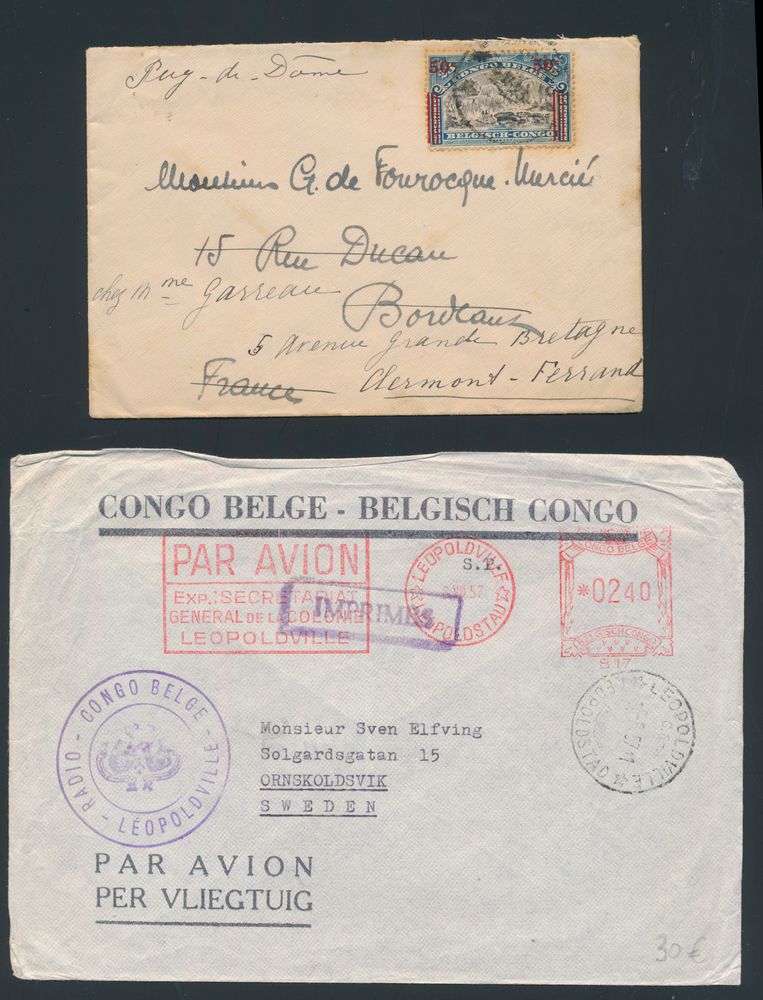 Puy-de-Dôme
50c 50c
CONGO BELGE
BELGISCH-CONGO
Monsieur G. de Fourocque-Murcié
15 Rue Ducau
chez Mme Garreau
Bordeaux
5 Avenue Grande Bretagne
France Clermont-Ferrand
CONGO BELGE - BELGISCH CONGO
PAR AVION
EXP.: SECRETARIAT
GENERAL DE LA COLONIE
LEOPOLDVILLE
IMPRIMES
LEOPOLDVILLE
S.P.
LEOPOLDSTAD
CONGO BELGE
*0240
BELGISCH CONGO
B 17
RADIO - CONGO BELGE - LÉOPOLDVILLE
LEOPOLDVILLE
LEOPOLDSTAD
Monsieur Sven Elfving
Solgardsgatan 15
ORNSKOLDSVIK
SWEDEN
PAR AVION
PER VLIEGTUIG
30€